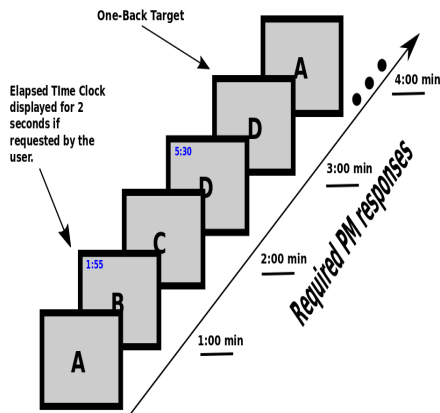 One-Back Target
A
Elapsed TIme Clock
displayed for 2
seconds if
requested by the
user.
4:00 min
D
5:30
D
3:00 min
C
2:00 min
1:55
B
1:00 min
A
Required PM responses